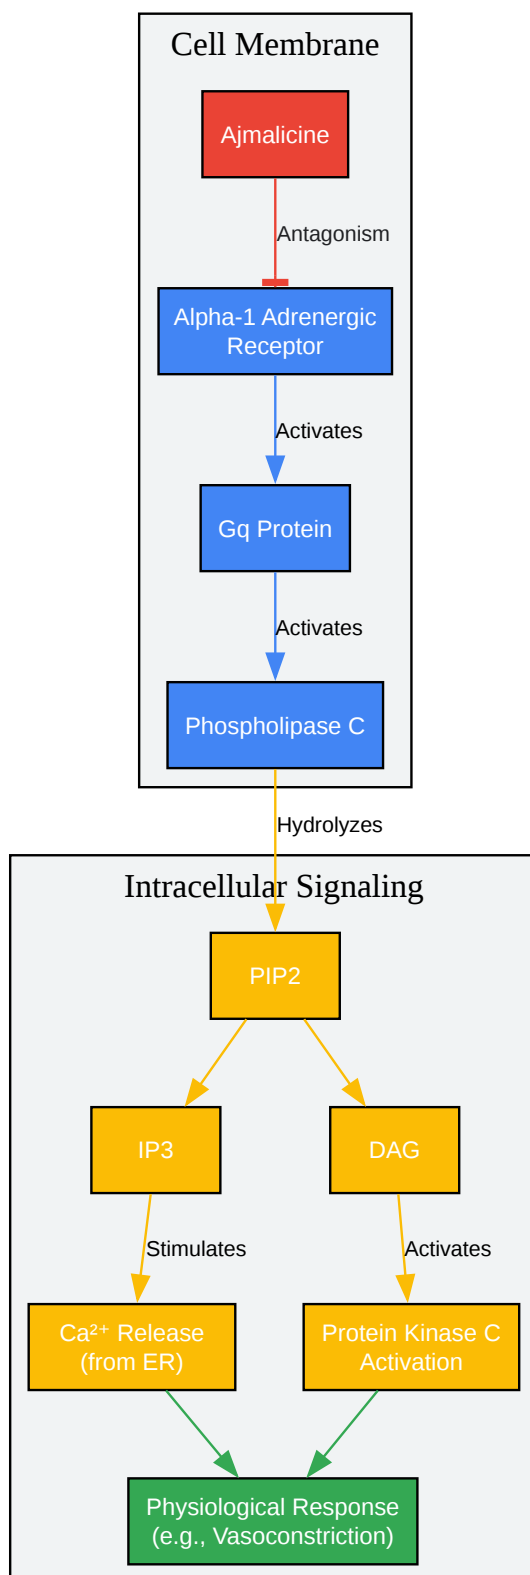 Cell Membrane
Ajmalicine
Antagonism
Alpha-1 Adrenergic
Receptor
Activates
Gq Protein
Activates
Phospholipase C
Hydrolyzes
Intracellular Signaling
PIP2
IP3
DAG
Stimulates
Activates
Ca²⁺ Release
(from ER)
Protein Kinase C
Activation
Physiological Response
(e.g., Vasoconstriction)